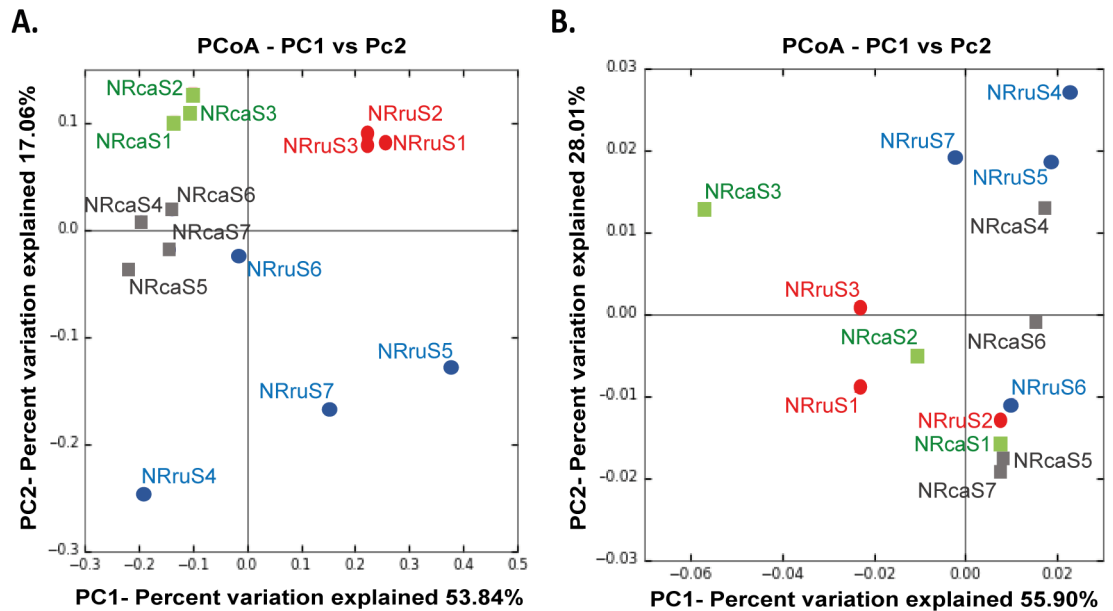 A.
PCoA - PC1 vs Pc2
PC2- Percent variation explained 17.06%
0.1
0.0
−0.1
−0.2
−0.3
NRcaS2
NRcaS3
NRcaS1
NRruS2
NRruS3
NRruS1
NRcaS6
NRcaS4
NRcaS7
NRcaS5
NRruS6
NRruS5
NRruS7
NRruS4
−0.3 −0.2 −0.1 0.0 0.1 0.2 0.3 0.4 0.5
PC1- Percent variation explained 53.84%
B.
PCoA - PC1 vs Pc2
PC2- Percent variation explained 28.01%
0.03
0.02
0.01
0.00
−0.01
−0.02
−0.03
NRruS4
NRruS7
NRruS5
NRcaS3
NRcaS4
NRruS3
NRcaS2
NRcaS6
NRruS1
NRruS6
NRruS2
NRcaS1
NRcaS5
NRcaS7
−0.06 −0.04 −0.02 0.00 0.02
PC1- Percent variation explained 55.90%